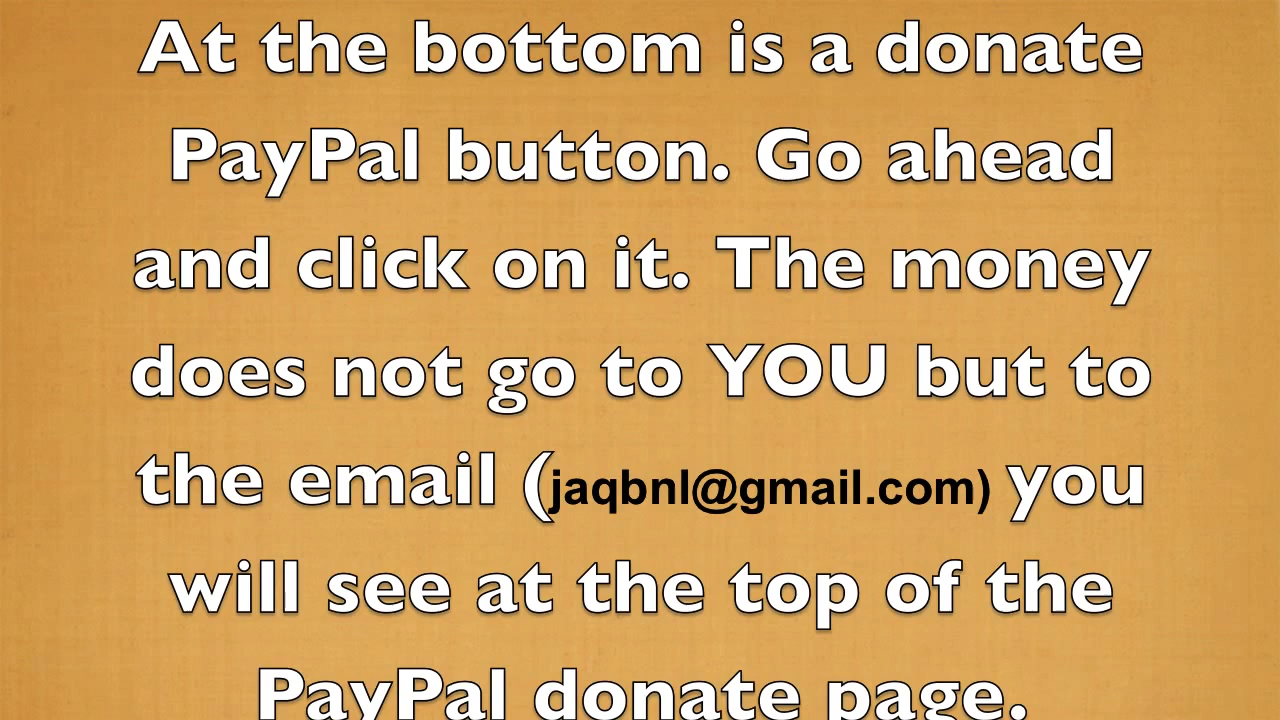 At the bottom is a donate
PayPal button. Go ahead
and click on it. The money
does not go to YOU but to
the email (jaqbnl@gmail.com) you
will see at the top of the
PayPal donate page.